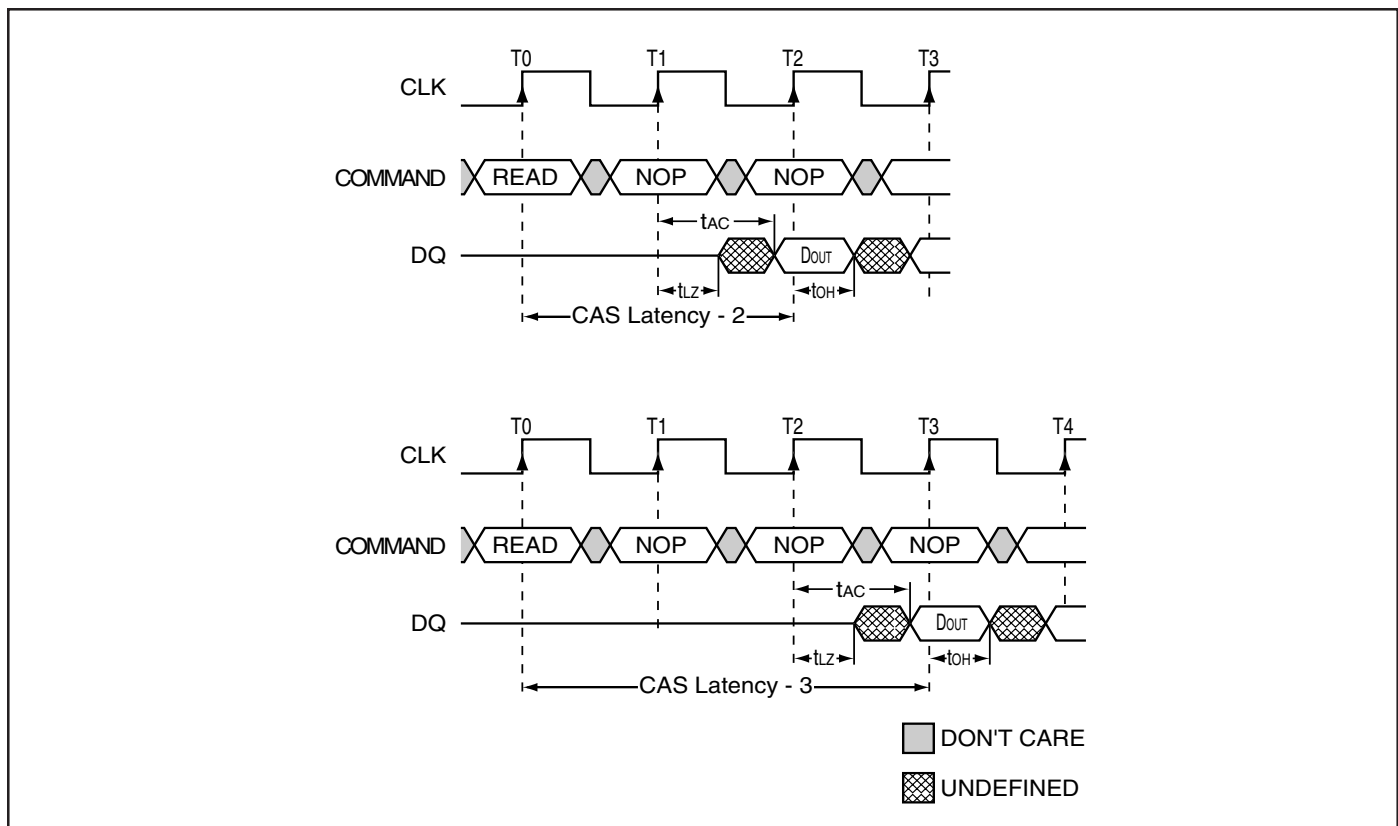 T0 T1 T2 T3
CLK
COMMAND READ NOP NOP
tAC
DQ DOUT
tLZ tOH
CAS Latency - 2
T0 T1 T2 T3 T4
CLK
COMMAND READ NOP NOP NOP
tAC
DQ DOUT
tLZ tOH
CAS Latency - 3
DON'T CARE
UNDEFINED